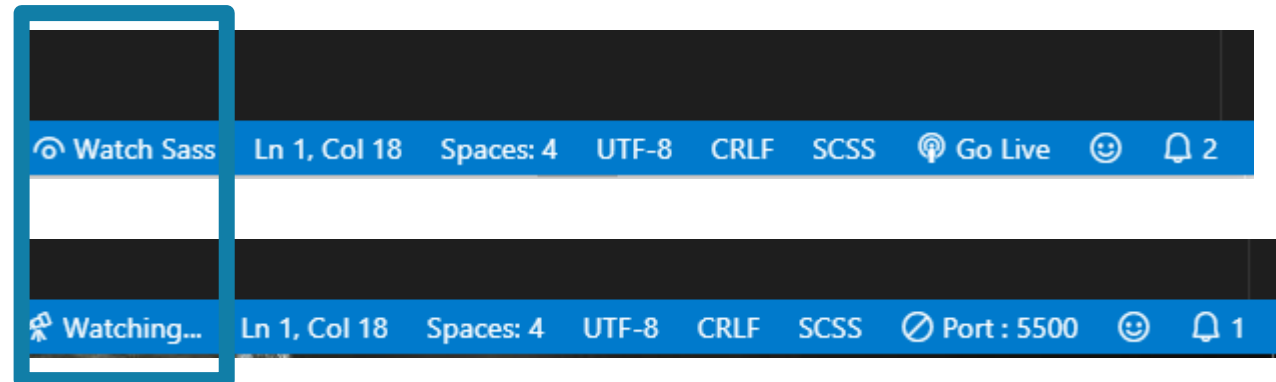 Watch Sass Ln 1, Col 18 Spaces: 4 UTF-8 CRLF SCSS Go Live 2
Watching... Ln 1, Col 18 Spaces: 4 UTF-8 CRLF SCSS Port : 5500 1